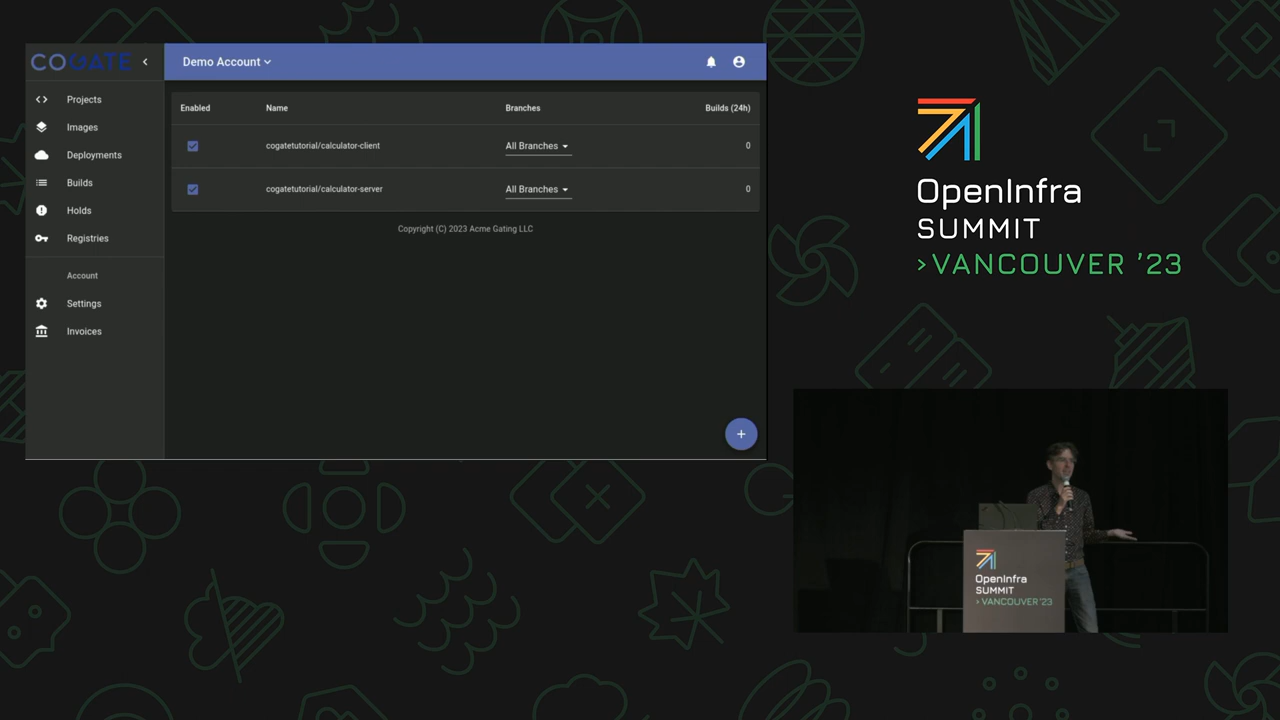 COGATE
Demo Account
Projects
Images
Deployments
Builds
Holds
Registries
Account
Settings
Invoices
Enabled Name Branches Builds (24h)
cogatetutorial/calculator-client All Branches 0
cogatetutorial/calculator-server All Branches 0
Copyright (C) 2023 Acme Gating LLC
+
OpenInfra
SUMMIT
>VANCOUVER '23
OpenInfra
SUMMIT
> VANCOUVER '23